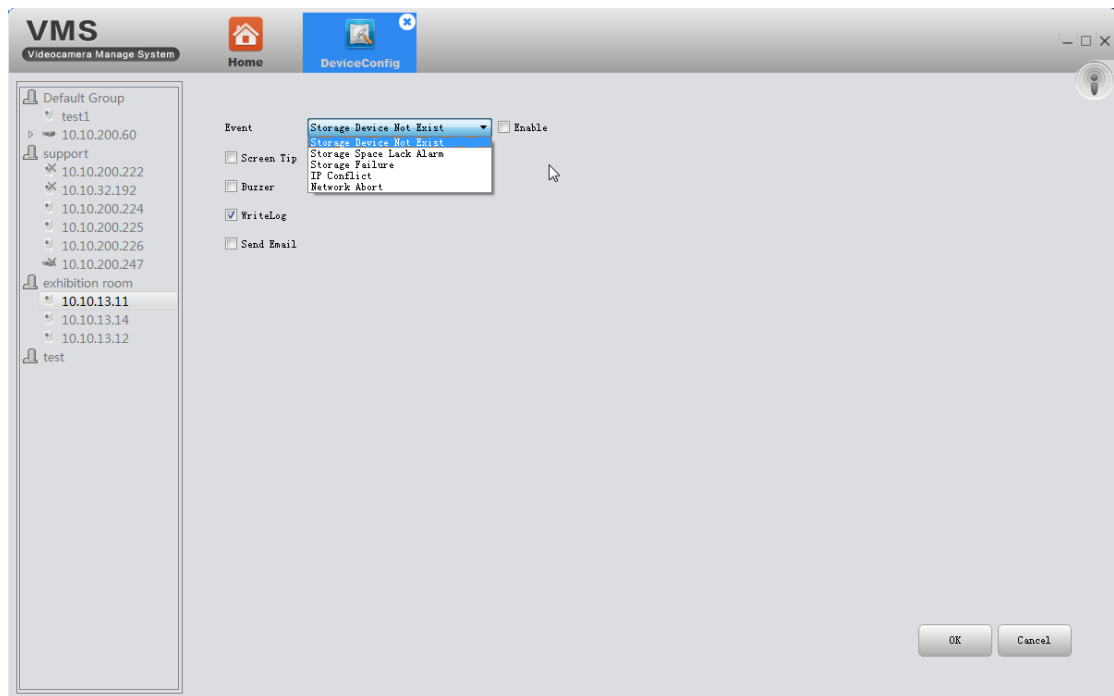 VMS
Videocamera Manage System
Home
DeviceConfig
Default Group
test1
10.10.200.60
support
10.10.200.222
10.10.32.192
10.10.200.224
10.10.200.225
10.10.200.226
10.10.200.247
exhibition room
10.10.13.11
10.10.13.14
10.10.13.12
test
Event Storage Device Not Exist Enable
Storage Device Not Exist
Storage Space Lack Alarm
Storage Failure
IP Conflict
Network Abort
Screen Tip
Buzzer
WriteLog
Send Email
OK Cancel